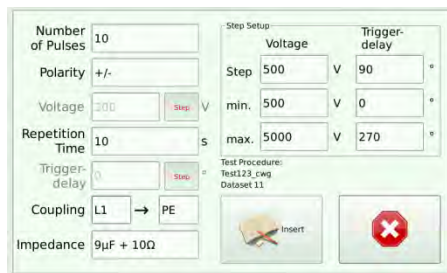 Number of Pulses 10
Polarity +/-
Voltage 200 Step V
Repetition Time 10 s
Trigger-delay 0 Step °
Coupling L1 → PE
Impedance 9µF + 10Ω
Step Setup
Voltage Trigger-delay
Step 500 V 90 °
min. 500 V 0 °
max. 5000 V 270 °
Test Procedure:
Test123_cwg
Dataset 11
Insert